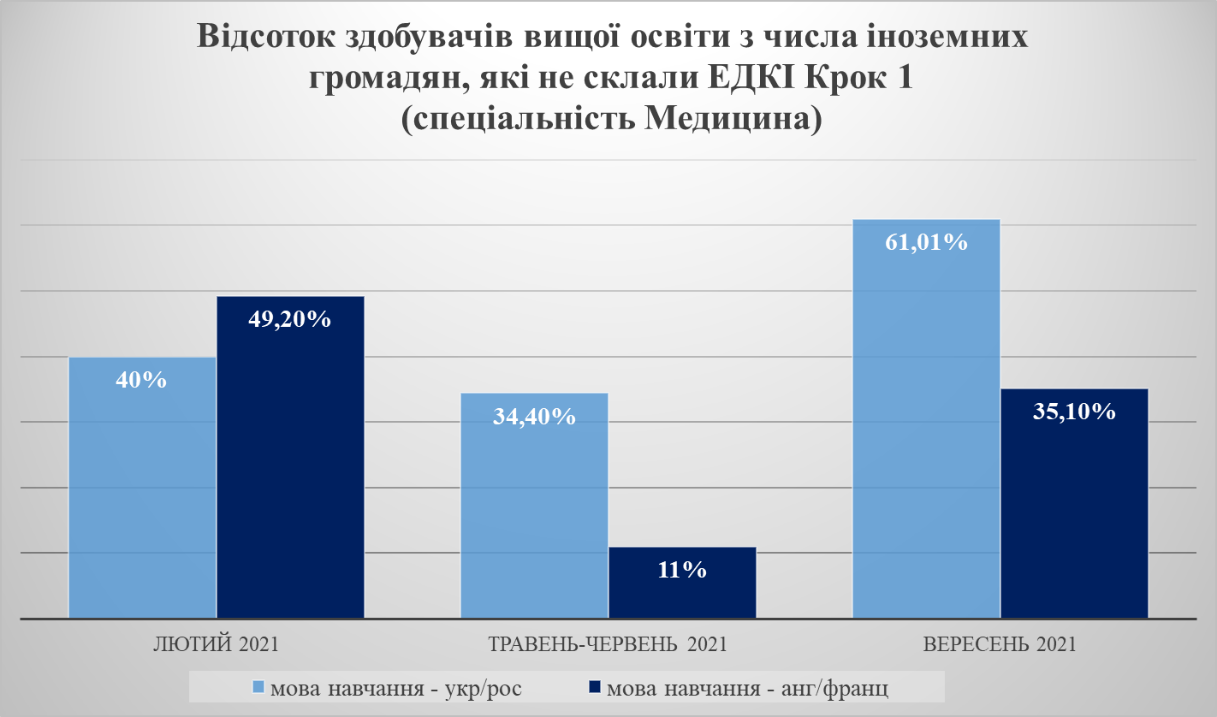 Відсоток здобувачів вищої освіти з числа іноземних
громадян, які не склали ЕДКІ Крок 1
(спеціальність Медицина)
61,01%
49,20%
40%
34,40%
35,10%
11%
ЛЮТИЙ 2021
ТРАВЕНЬ-ЧЕРВЕНЬ 2021
ВЕРЕСЕНЬ 2021
мова навчання - укр/рос
мова навчання - анг/франц